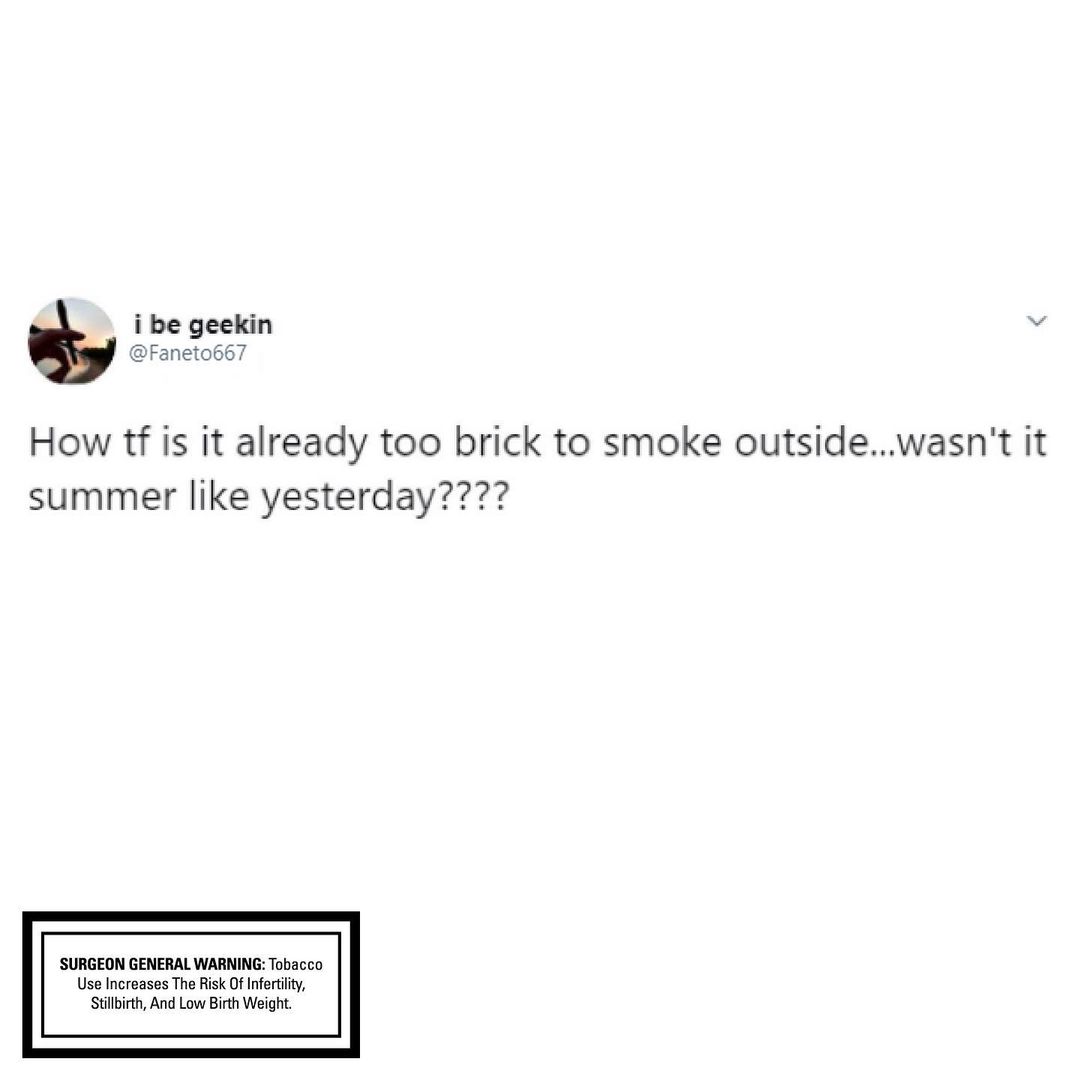 i be geekin
@Faneto667
How tf is it already too brick to smoke outside...wasn't it
summer like yesterday????
SURGEON GENERAL WARNING: Tobacco
Use Increases The Risk Of Infertility,
Stillbirth, And Low Birth Weight.